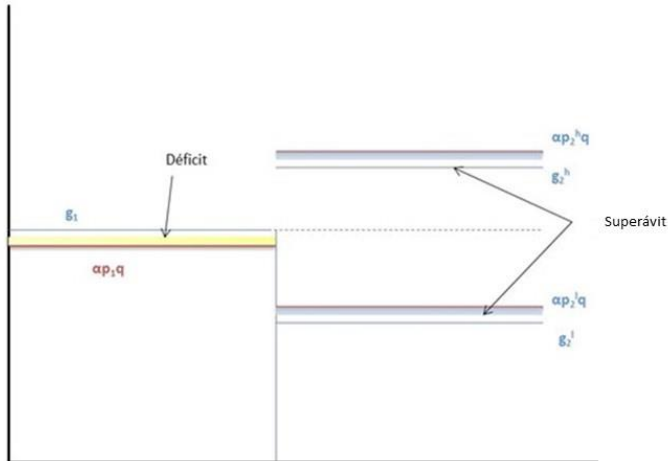 αp₂ʰq
Déficit
g₂ʰ
g₁
Superávit
αp₁q
αp₂ˡq
g₂ˡ